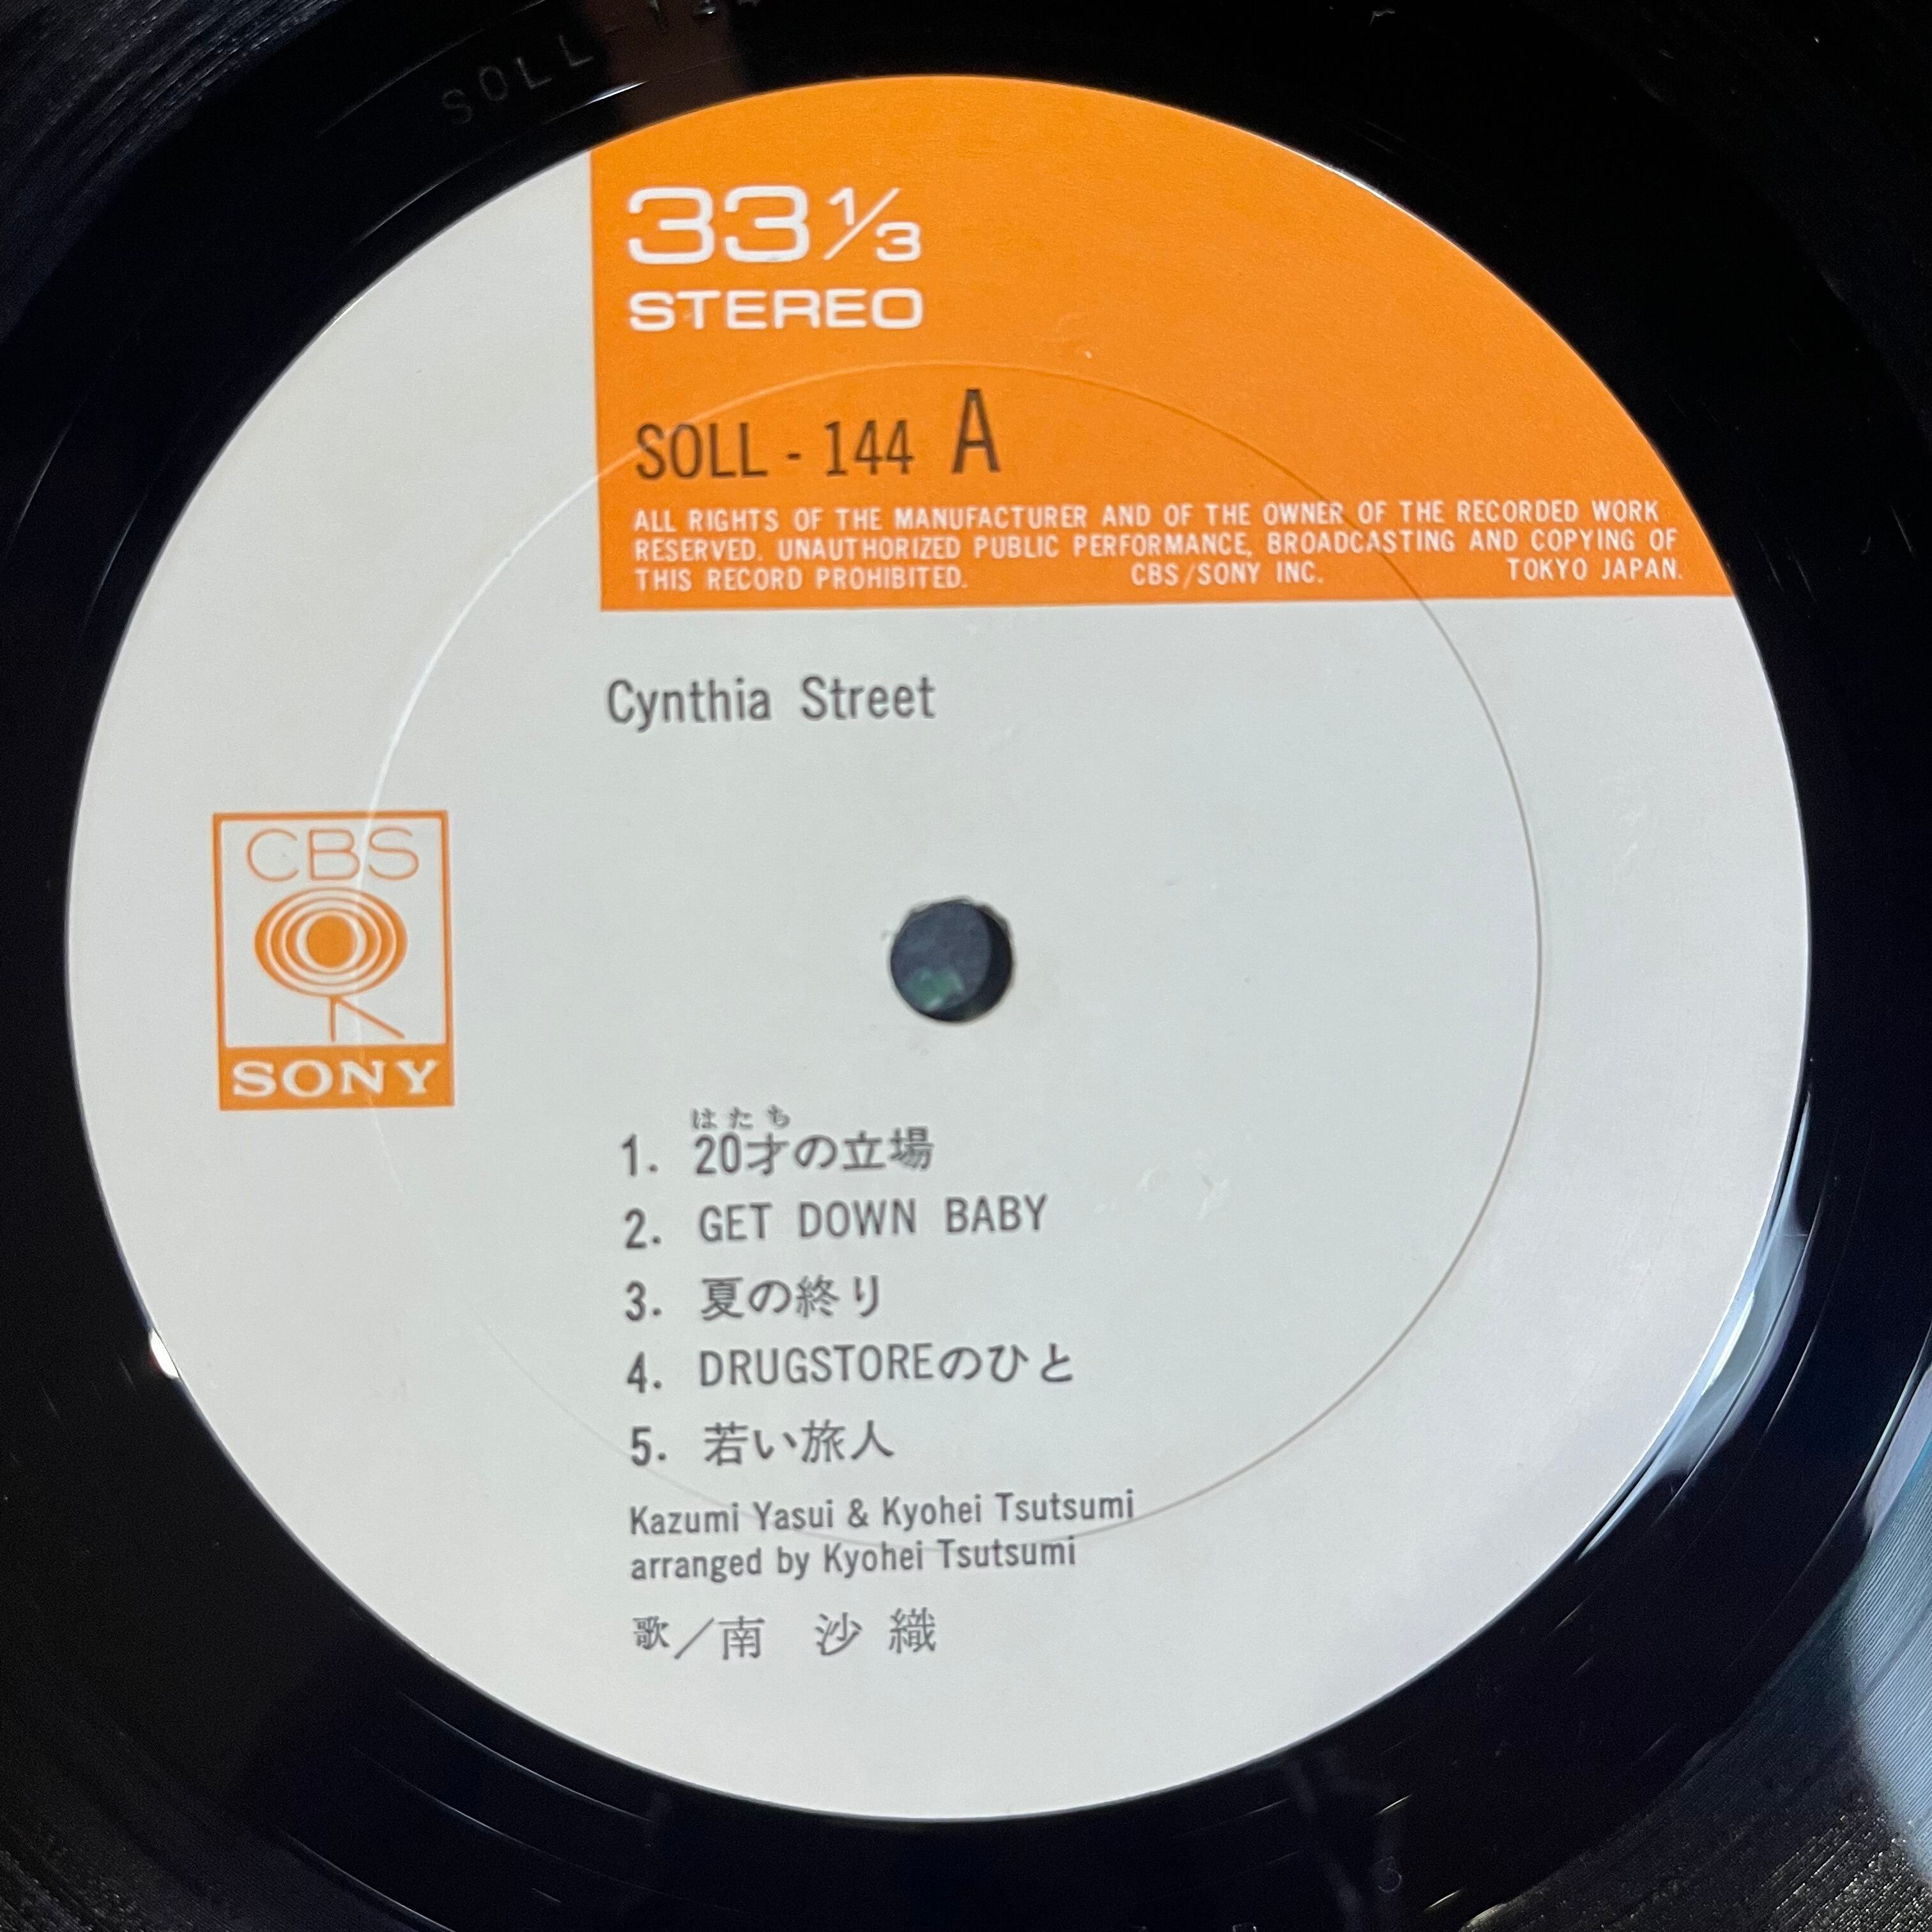 SOLL
33 1/3
STEREO
SOLL - 144 A
ALL RIGHTS OF THE MANUFACTURER AND OF THE OWNER OF THE RECORDED WORK
RESERVED. UNAUTHORIZED PUBLIC PERFORMANCE, BROADCASTING AND COPYING OF
THIS RECORD PROHIBITED. CBS/SONY INC. TOKYO JAPAN.
Cynthia Street
CBS
SONY
はたち
1. 20才の立場
2. GET DOWN BABY
3. 夏の終り
4. DRUGSTOREのひと
5. 若い旅人
Kazumi Yasui & Kyohei Tsutsumi
arranged by Kyohei Tsutsumi
歌／南 沙織